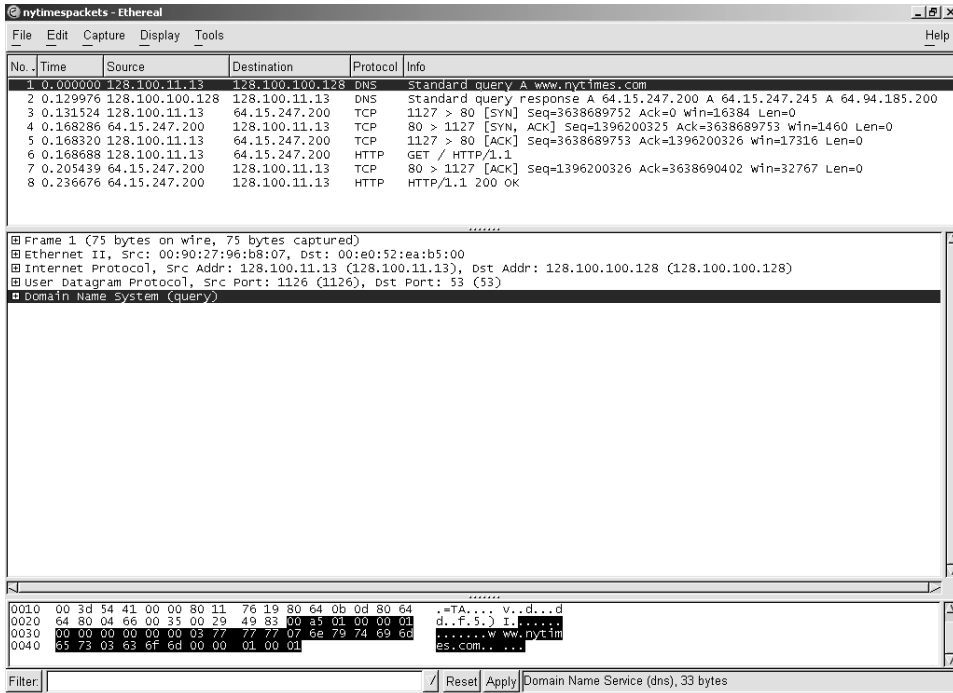 nytimespackets - Ethereal
File Edit Capture Display Tools Help
No. Time Source Destination Protocol Info
1 0.000000 128.100.11.13 128.100.100.128 DNS Standard query A www.nytimes.com
2 0.129976 128.100.100.128 128.100.11.13 DNS Standard query response A 64.15.247.200 A 64.15.247.245 A 64.94.185.200
3 0.131524 128.100.11.13 64.15.247.200 TCP 1127 > 80 [SYN] Seq=3638689752 Ack=0 Win=16384 Len=0
4 0.168286 64.15.247.200 128.100.11.13 TCP 80 > 1127 [SYN, ACK] Seq=1396200325 Ack=3638689753 Win=1460 Len=0
5 0.168320 128.100.11.13 64.15.247.200 TCP 1127 > 80 [ACK] Seq=3638689753 Ack=1396200326 Win=17316 Len=0
6 0.168688 128.100.11.13 64.15.247.200 HTTP GET / HTTP/1.1
7 0.205439 64.15.247.200 128.100.11.13 TCP 80 > 1127 [ACK] Seq=1396200326 Ack=3638690402 Win=32767 Len=0
8 0.236676 64.15.247.200 128.100.11.13 HTTP HTTP/1.1 200 OK
Frame 1 (75 bytes on wire, 75 bytes captured)
Ethernet II, Src: 00:90:27:96:b8:07, Dst: 00:e0:52:ea:b5:00
Internet Protocol, Src Addr: 128.100.11.13 (128.100.11.13), Dst Addr: 128.100.100.128 (128.100.100.128)
User Datagram Protocol, Src Port: 1126 (1126), Dst Port: 53 (53)
Domain Name System (query)
0010 00 3d 54 41 00 00 80 11 76 19 80 64 0b 0d 80 64 .=TA.... v..d...d
0020 64 80 04 66 00 35 00 29 49 83 00 a5 01 00 00 01 d..f.5.) I.......
0030 00 00 00 00 00 00 03 77 77 77 07 6e 79 74 69 6d .......w ww.nytim
0040 65 73 03 63 6f 6d 00 00 01 00 01 es.com.. ...
Filter: / Reset Apply Domain Name Service (dns), 33 bytes